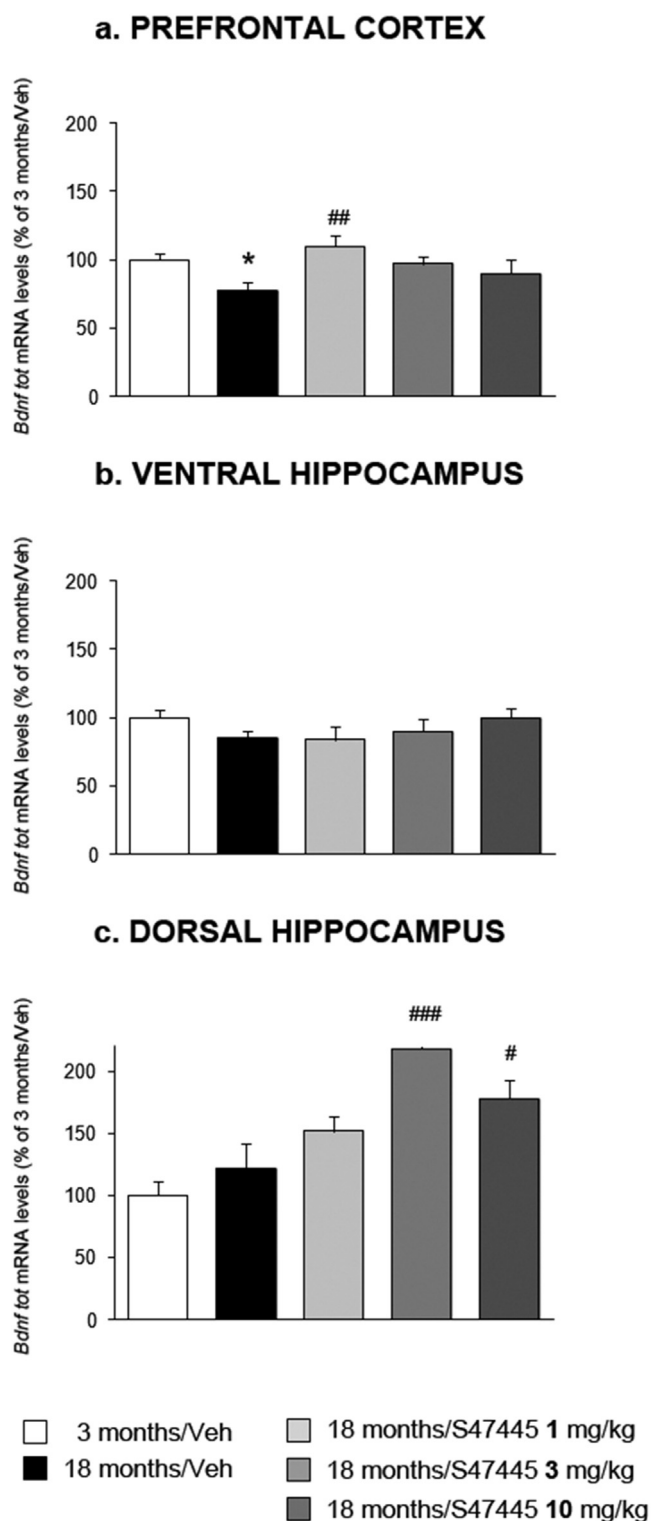 a. PREFRONTAL CORTEX
Bdnf tot mRNA levels (% of 3 months/Veh)
200
150
100
50
0
*
##
b. VENTRAL HIPPOCAMPUS
Bdnf tot mRNA levels (% of 3 months/Veh)
200
150
100
50
0
c. DORSAL HIPPOCAMPUS
Bdnf tot mRNA levels (% of 3 months/Veh)
200
150
100
50
0
###
#
3 months/Veh
18 months/Veh
18 months/S47445 1 mg/kg
18 months/S47445 3 mg/kg
18 months/S47445 10 mg/kg